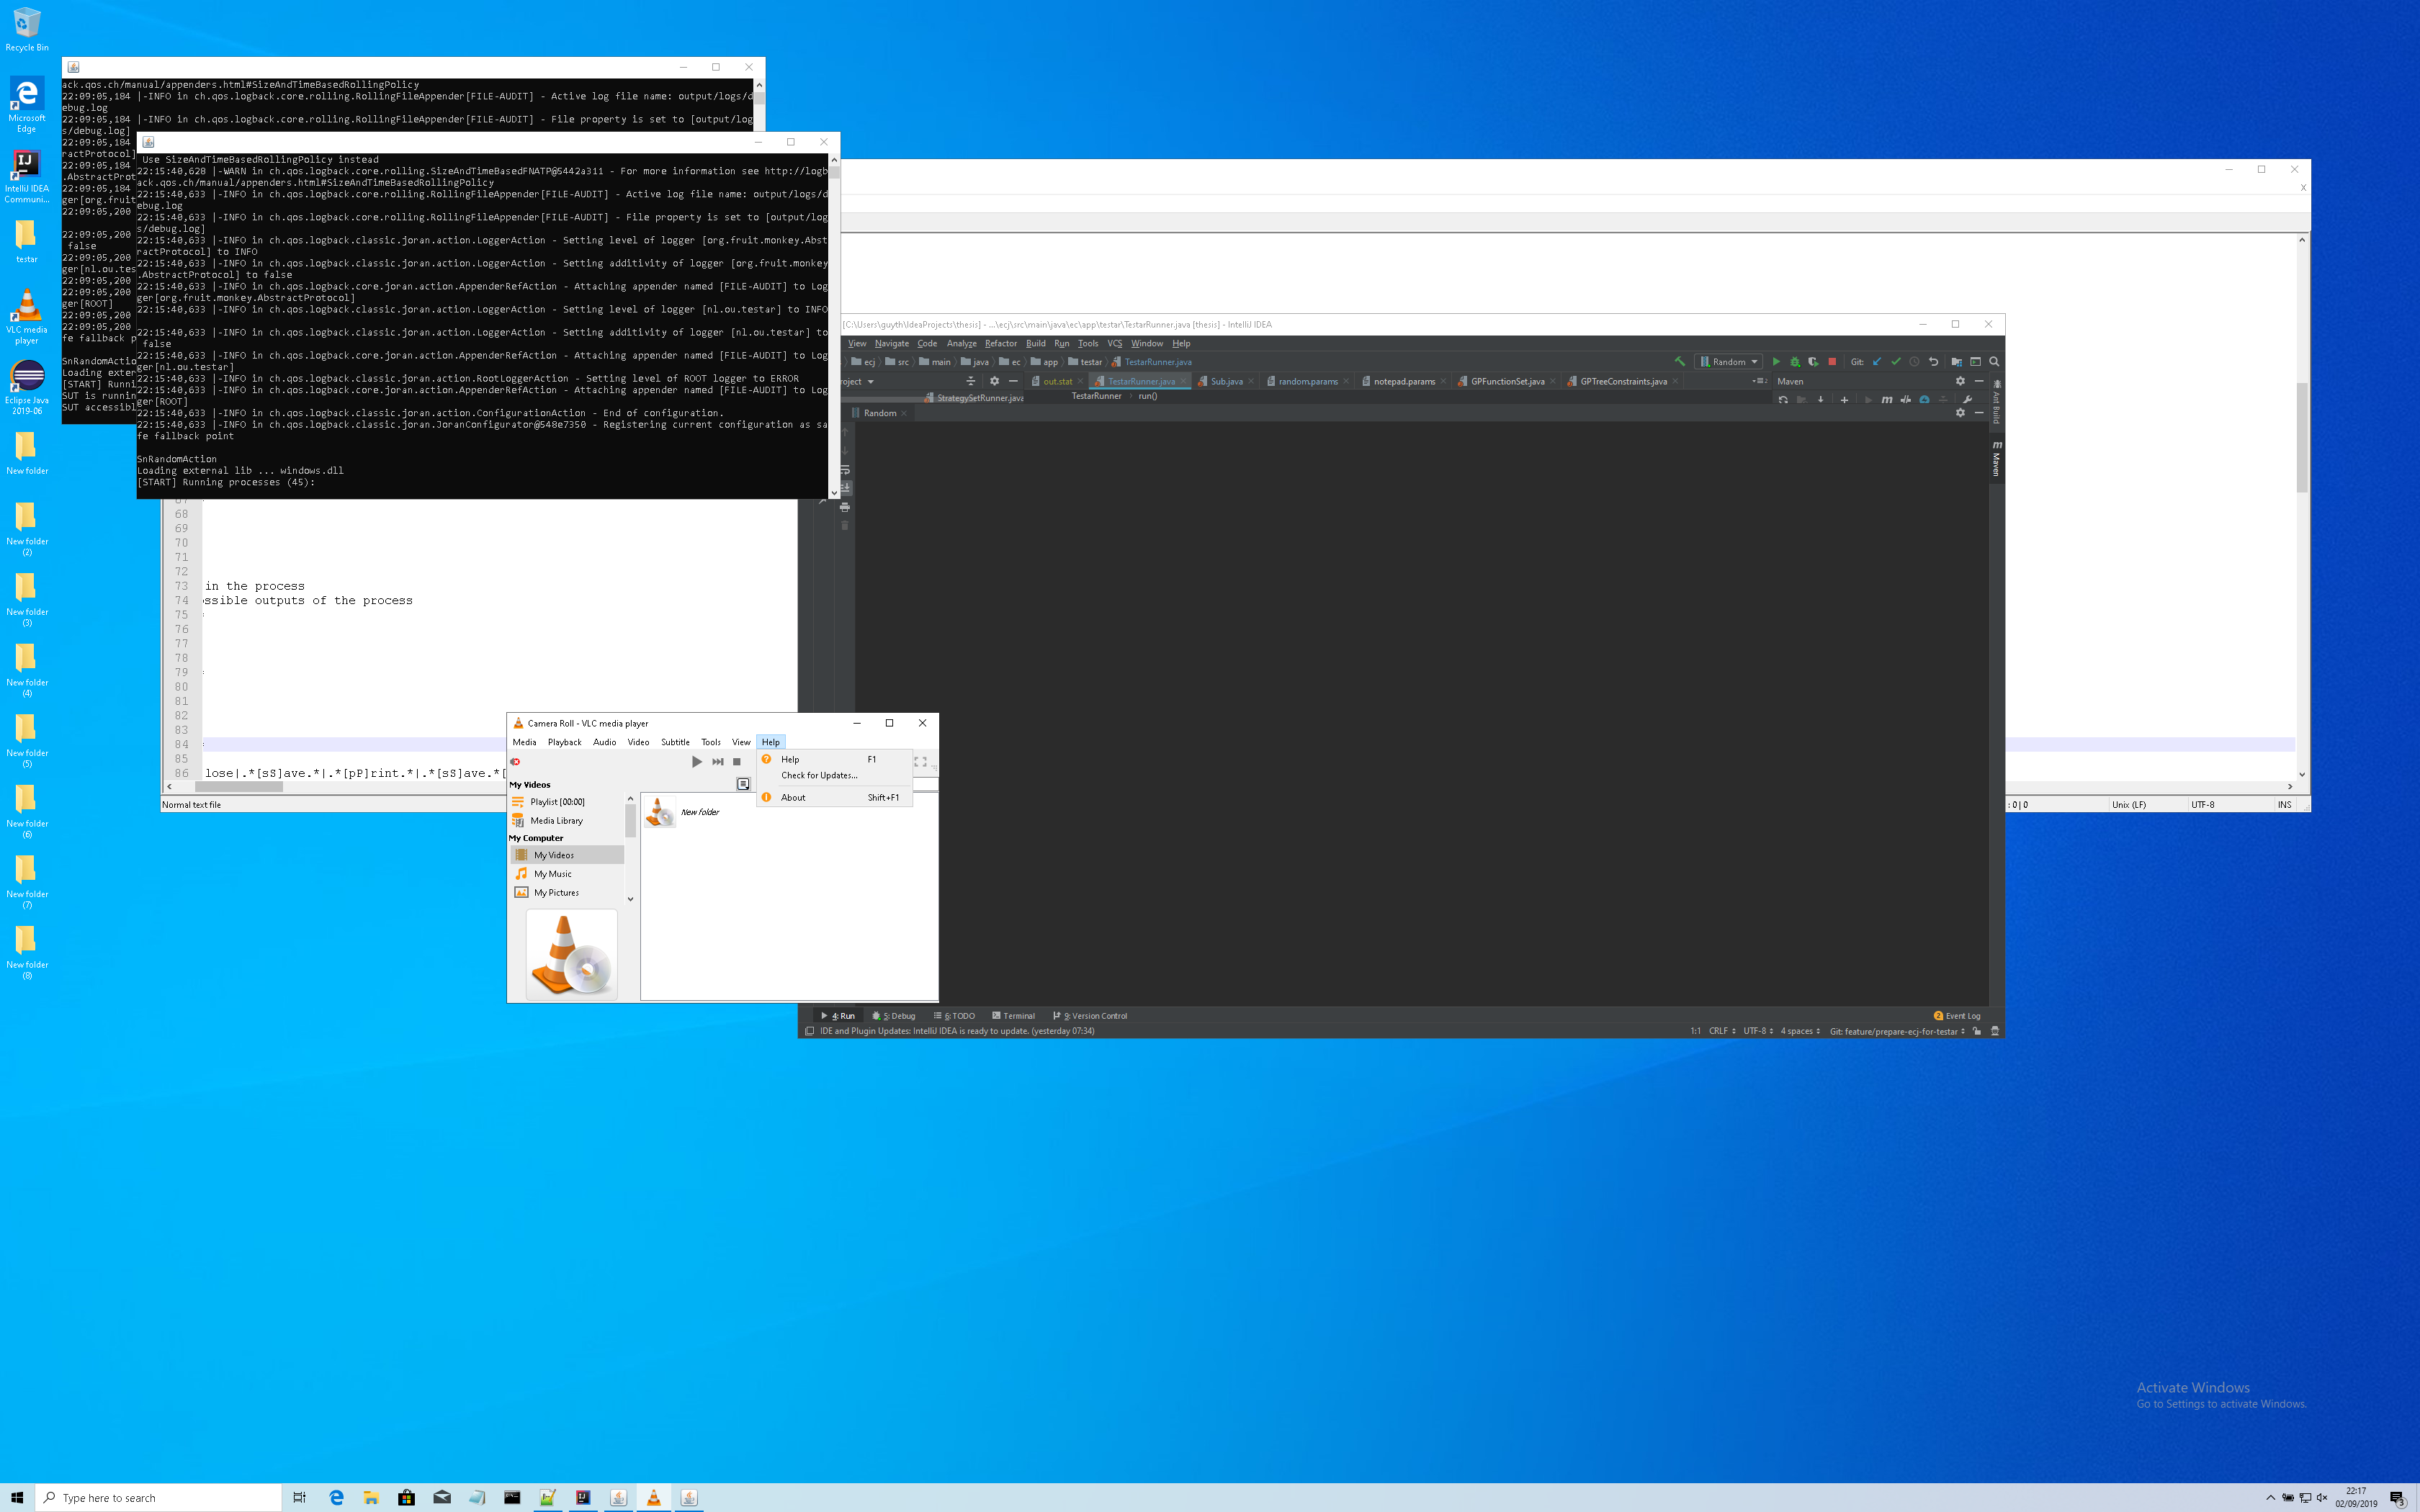 Recycle Bin
Microsoft
Edge
IntelliJ IDEA
Communi...
testar
VLC media
player
Eclipse Java
2019-06
New folder
New folder
(2)
New folder
(3)
New folder
(4)
New folder
(5)
New folder
(6)
New folder
(7)
New folder
(8)
ack.qos.ch/manual/appenders.html#SizeAndTimeBasedRollingPolicy
22:09:05,184 |-INFO in ch.qos.logback.core.rolling.RollingFileAppender[FILE-AUDIT] - Active log file name: output/logs/d
ebug.log
22:09:05,184 |-INFO in ch.qos.logback.core.rolling.RollingFileAppender[FILE-AUDIT] - File property is set to [output/log
s/debug.log]
22:09:05,184
ractProtocol]
22:09:05,184
.AbstractProt
22:09:05,184
ger[org.fruit
22:09:05,200
22:09:05,200
false
22:09:05,200
ger[nl.ou.tes
22:09:05,200
22:09:05,200
ger[ROOT]
22:09:05,200
22:09:05,200
fe fallback p
SnRandomActio
Loading exter
[START] Runni
SUT is runnin
SUT accessibl
Use SizeAndTimeBasedRollingPolicy instead
22:15:40,628 |-WARN in ch.qos.logback.core.rolling.SizeAndTimeBasedFNATP@5442a311 - For more information see http://logb
ack.qos.ch/manual/appenders.html#SizeAndTimeBasedRollingPolicy
22:15:40,633 |-INFO in ch.qos.logback.core.rolling.RollingFileAppender[FILE-AUDIT] - Active log file name: output/logs/d
ebug.log
22:15:40,633 |-INFO in ch.qos.logback.core.rolling.RollingFileAppender[FILE-AUDIT] - File property is set to [output/log
s/debug.log]
22:15:40,633 |-INFO in ch.qos.logback.classic.joran.action.LoggerAction - Setting level of logger [org.fruit.monkey.Abst
ractProtocol] to INFO
22:15:40,633 |-INFO in ch.qos.logback.classic.joran.action.LoggerAction - Setting additivity of logger [org.fruit.monkey
.AbstractProtocol] to false
22:15:40,633 |-INFO in ch.qos.logback.core.joran.action.AppenderRefAction - Attaching appender named [FILE-AUDIT] to Log
ger[org.fruit.monkey.AbstractProtocol]
22:15:40,633 |-INFO in ch.qos.logback.classic.joran.action.LoggerAction - Setting level of logger [nl.ou.testar] to INFO
22:15:40,633 |-INFO in ch.qos.logback.classic.joran.action.LoggerAction - Setting additivity of logger [nl.ou.testar] to
false
22:15:40,633 |-INFO in ch.qos.logback.core.joran.action.AppenderRefAction - Attaching appender named [FILE-AUDIT] to Log
ger[nl.ou.testar]
22:15:40,633 |-INFO in ch.qos.logback.classic.joran.action.RootLoggerAction - Setting level of ROOT logger to ERROR
22:15:40,633 |-INFO in ch.qos.logback.core.joran.action.AppenderRefAction - Attaching appender named [FILE-AUDIT] to Log
ger[ROOT]
22:15:40,633 |-INFO in ch.qos.logback.classic.joran.action.ConfigurationAction - End of configuration.
22:15:40,633 |-INFO in ch.qos.logback.classic.joran.JoranConfigurator@548e7350 - Registering current configuration as sa
fe fallback point
SnRandomAction
Loading external lib ... windows.dll
[START] Running processes (45):
68
69
70
71
72
73 in the process
74 ossible outputs of the process
75
76
77
78
79
80
81
82
83
84
85
86 lose|.*[sS]ave.*|.*[pP]rint.*|.*[sS]ave.*[
Normal text file
: 0 | 0
Unix (LF)
UTF-8
INS
[C:\Users\guyth\IdeaProjects\thesis] - ...\ecj\src\main\java\ec\app\testar\TestarRunner.java [thesis] - IntelliJ IDEA
View Navigate Code Analyze Refactor Build Run Tools VCS Window Help
ecj src main java ec app testar TestarRunner.java
Random
Git:
roject
out.stat TestarRunner.java Sub.java random.params notepad.params GPFunctionSet.java GPTreeConstraints.java
Maven
StrategySetRunner.java
TestarRunner run()
Random
Ant Build
Maven
4: Run 5: Debug 6: TODO Terminal 9: Version Control
2 Event Log
IDE and Plugin Updates: IntelliJ IDEA is ready to update. (yesterday 07:34)
1:1 CRLF UTF-8 4 spaces Git: feature/prepare-ecj-for-testar
Camera Roll - VLC media player
Media Playback Audio Video Subtitle Tools View Help
Help F1
Check for Updates...
About Shift+F1
My Videos
Playlist [00:00]
Media Library
My Computer
My Videos
My Music
My Pictures
New folder
Activate Windows
Go to Settings to activate Windows.
Type here to search
22:17
02/09/2019
3